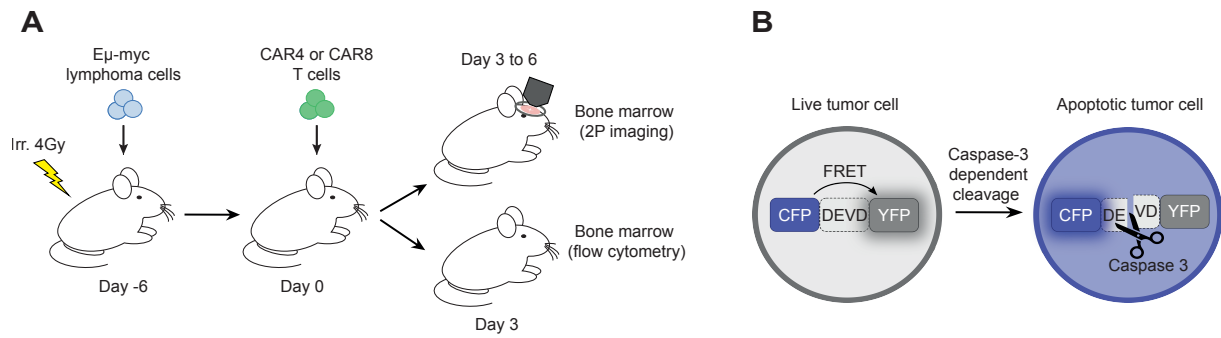 A
Eµ-myc
lymphoma cells
CAR4 or CAR8
T cells
Irr. 4Gy
Day -6
Day 0
Day 3 to 6
Bone marrow
(2P imaging)
Bone marrow
(flow cytometry)
Day 3
B
Live tumor cell
Apoptotic tumor cell
FRET
CFP
DEVD
YFP
Caspase-3
dependent
cleavage
CFP
DE
VD
YFP
Caspase 3